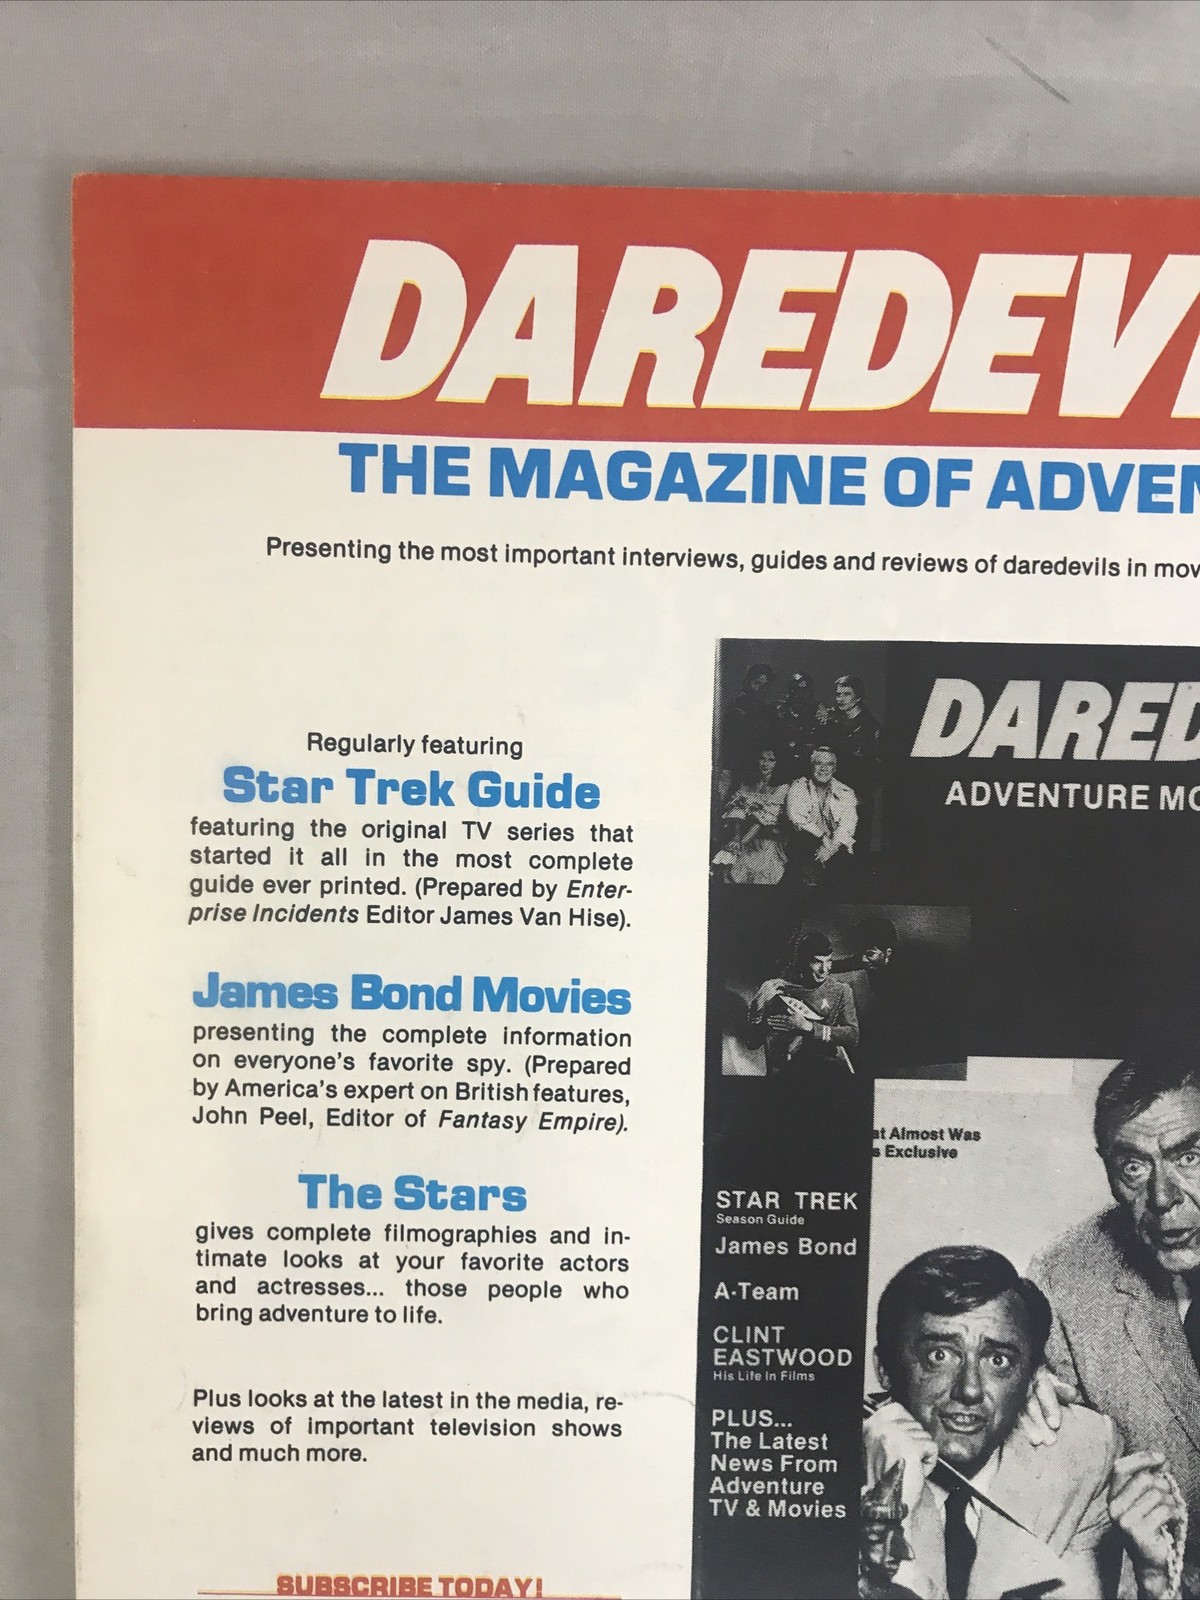 DAREDEV
THE MAGAZINE OF ADVEN
Presenting the most important interviews, guides and reviews of daredevils in mov
Regularly featuring
Star Trek Guide
featuring the original TV series that
started it all in the most complete
guide ever printed. (Prepared by Enter-
prise Incidents Editor James Van Hise).
James Bond Movies
presenting the complete information
on everyone's favorite spy. (Prepared
by America's expert on British features,
John Peel, Editor of Fantasy Empire).
The Stars
gives complete filmographies and in-
timate looks at your favorite actors
and actresses... those people who
bring adventure to life.
Plus looks at the latest in the media, re-
views of important television shows
and much more.
SUBSCRIBE TODAY!
DARED
ADVENTURE MO
at Almost Was
s Exclusive
STAR TREK
Season Guide
James Bond
A-Team
CLINT
EASTWOOD
His Life In Films
PLUS...
The Latest
News From
Adventure
TV & Movies